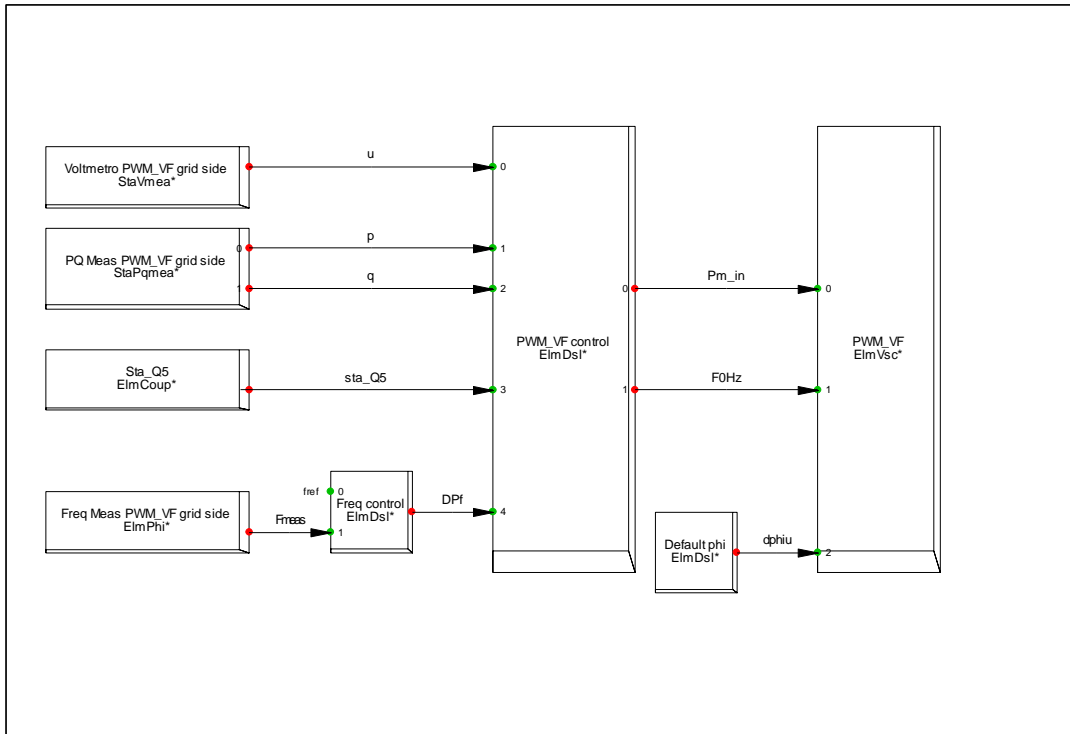 Voltmetro PWM_VF grid side
StaVmea*
u
0
PQ Meas PWM_VF grid side
StaPqmea*
0
1
p
q
1
2
Sta_Q5
ElmCoup*
sta_Q5
3
Freq Meas PWM_VF grid side
ElmPhi*
Fmeas
fref
0
1
Freq control
ElmDsl*
DPf
4
PWM_VF control
ElmDsl*
0
1
Pm_in
F0Hz
Default phi
ElmDsl*
dphiu
0
1
2
PWM_VF
ElmVsc*